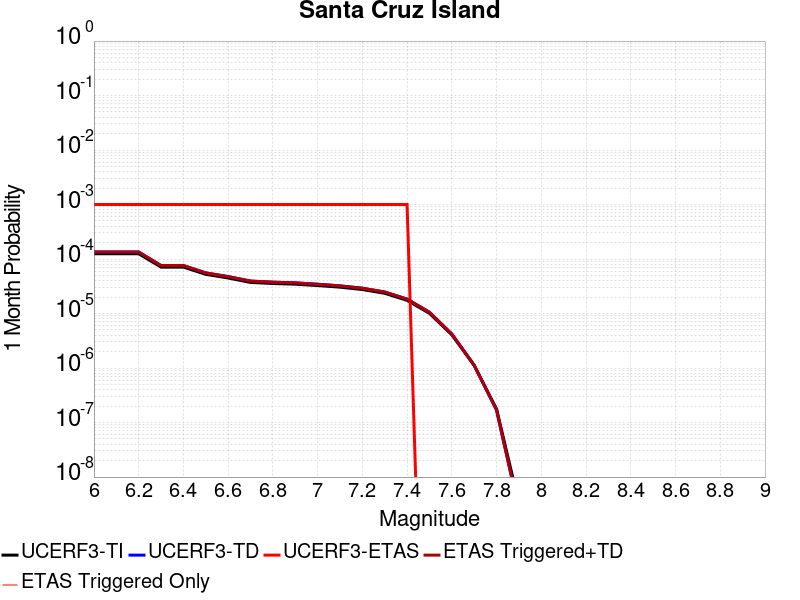 Santa Cruz Island
1 Month Probability
10^0
10^-1
10^-2
10^-3
10^-4
10^-5
10^-6
10^-7
10^-8
6 6.2 6.4 6.6 6.8 7 7.2 7.4 7.6 7.8 8 8.2 8.4 8.6 8.8 9
Magnitude
UCERF3-TI UCERF3-TD UCERF3-ETAS ETAS Triggered+TD
ETAS Triggered Only